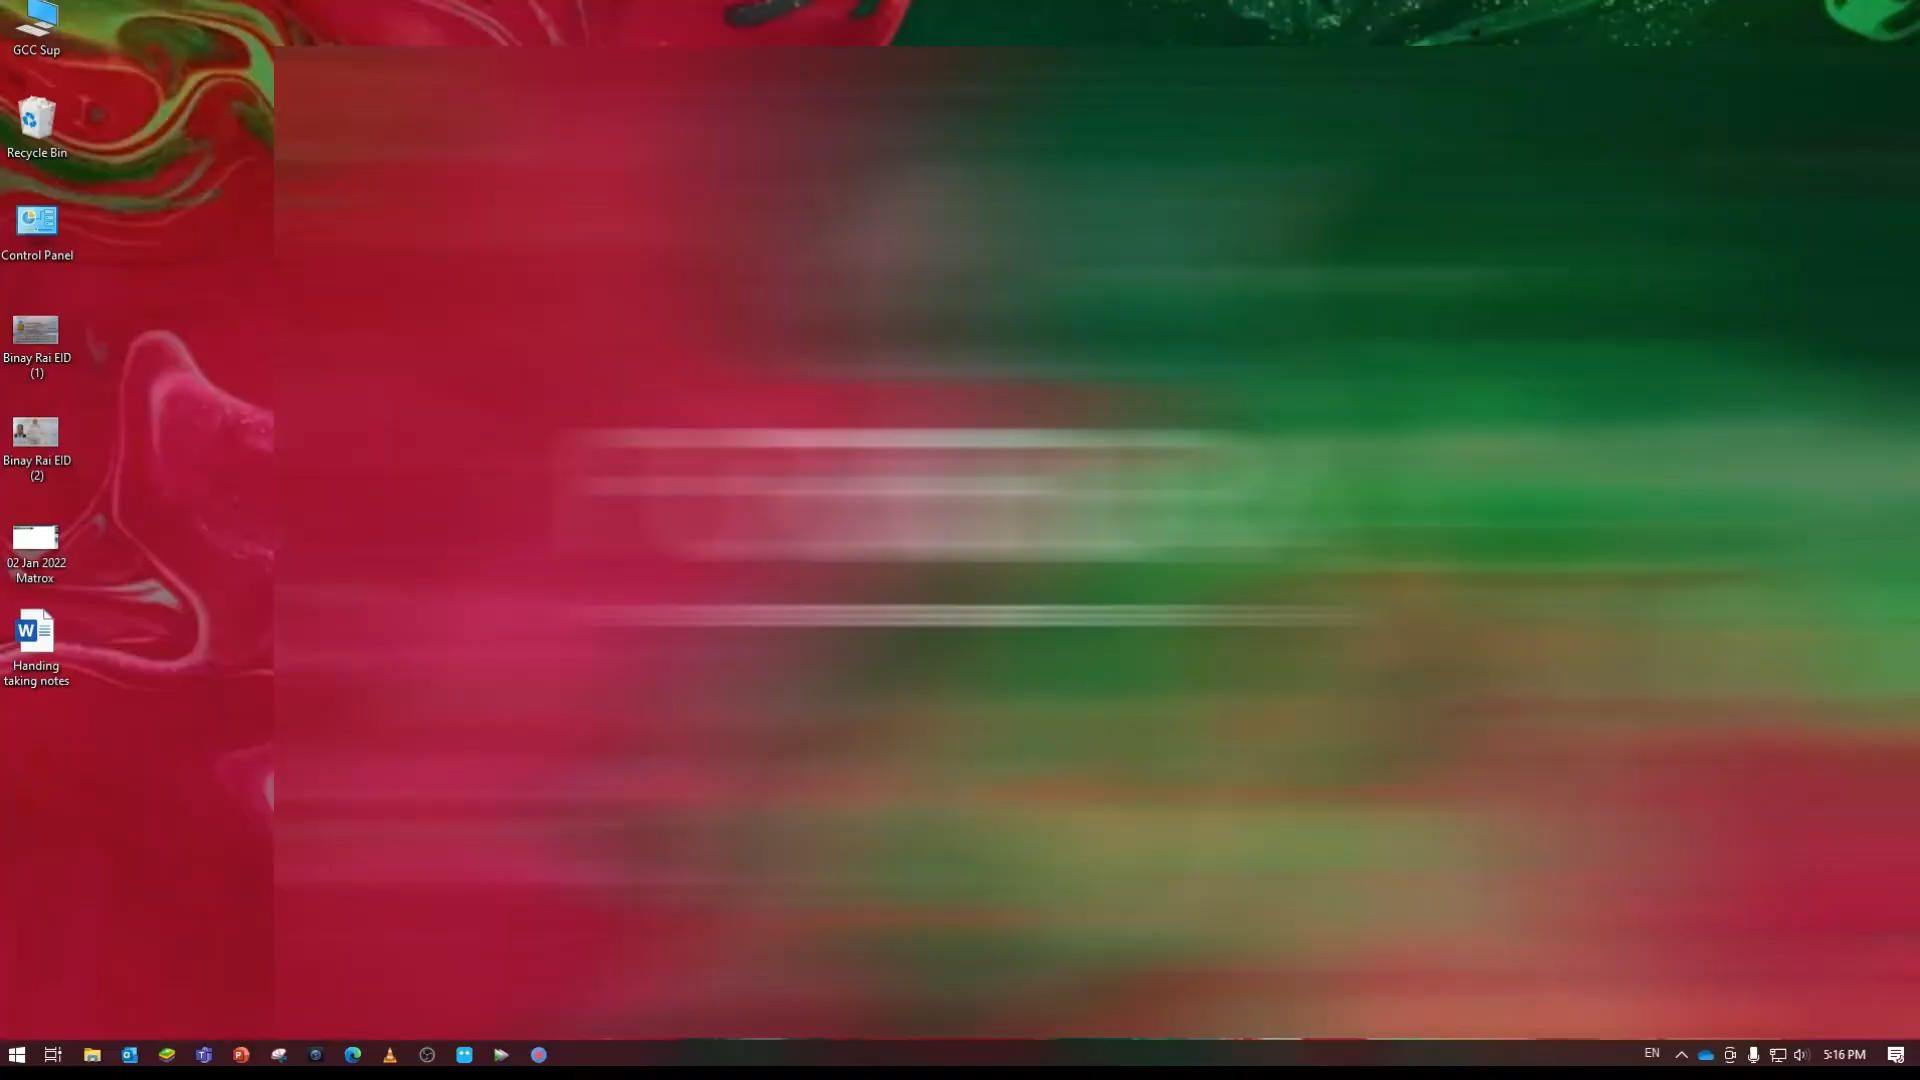 GCC Sup
Recycle Bin
Control Panel
Binay Rai EID
(1)
Binay Rai EID
(2)
02 Jan 2022
Matrox
Handing
taking notes
EN
5:16 PM